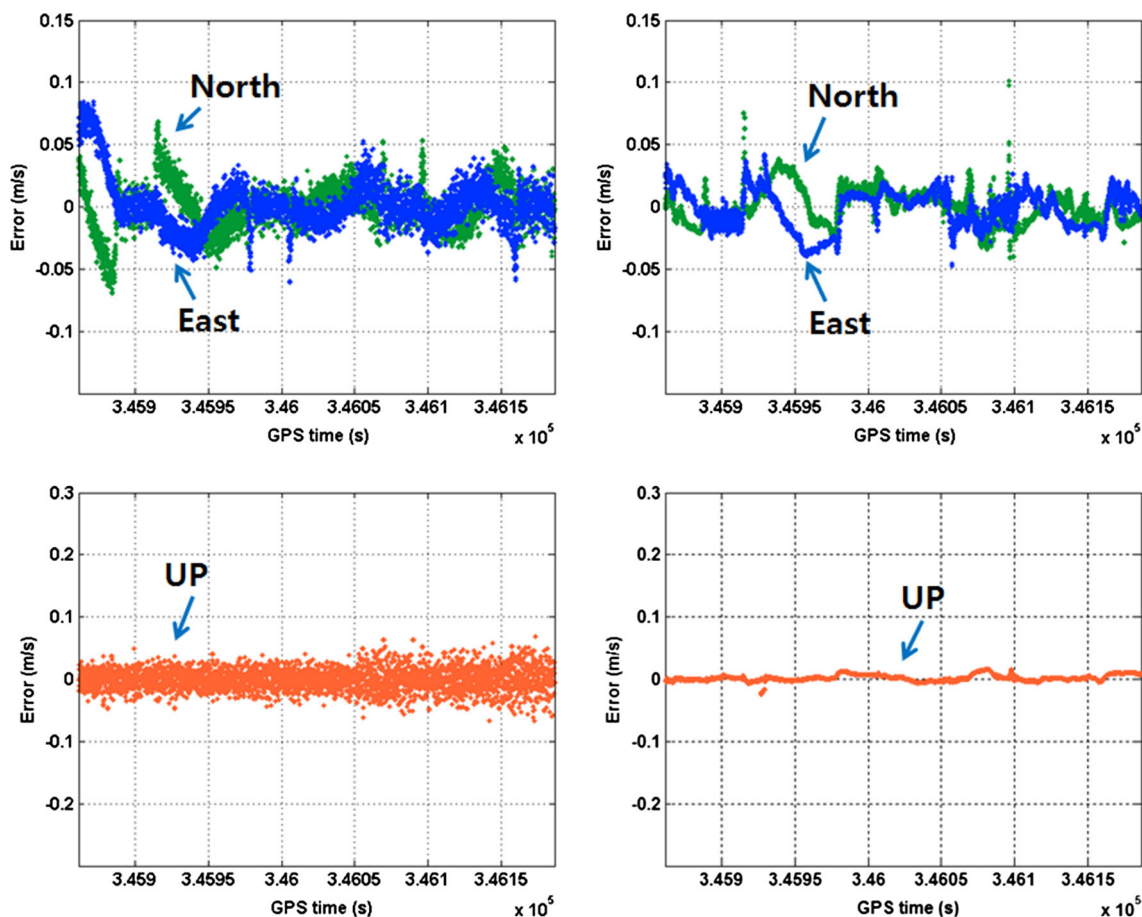 0.15
0.1
0.05
0
-0.05
-0.1
Error (m/s)
North
East
3.459 3.4595 3.46 3.4605 3.461 3.4615
GPS time (s)
x 10^5
0.15
0.1
0.05
0
-0.05
-0.1
Error (m/s)
North
East
3.459 3.4595 3.46 3.4605 3.461 3.4615
GPS time (s)
x 10^5
0.3
0.2
0.1
0
-0.1
-0.2
Error (m/s)
UP
3.459 3.4595 3.46 3.4605 3.461 3.4615
GPS time (s)
x 10^5
0.3
0.2
0.1
0
-0.1
-0.2
Error (m/s)
UP
3.459 3.4595 3.46 3.4605 3.461 3.4615
GPS time (s)
x 10^5